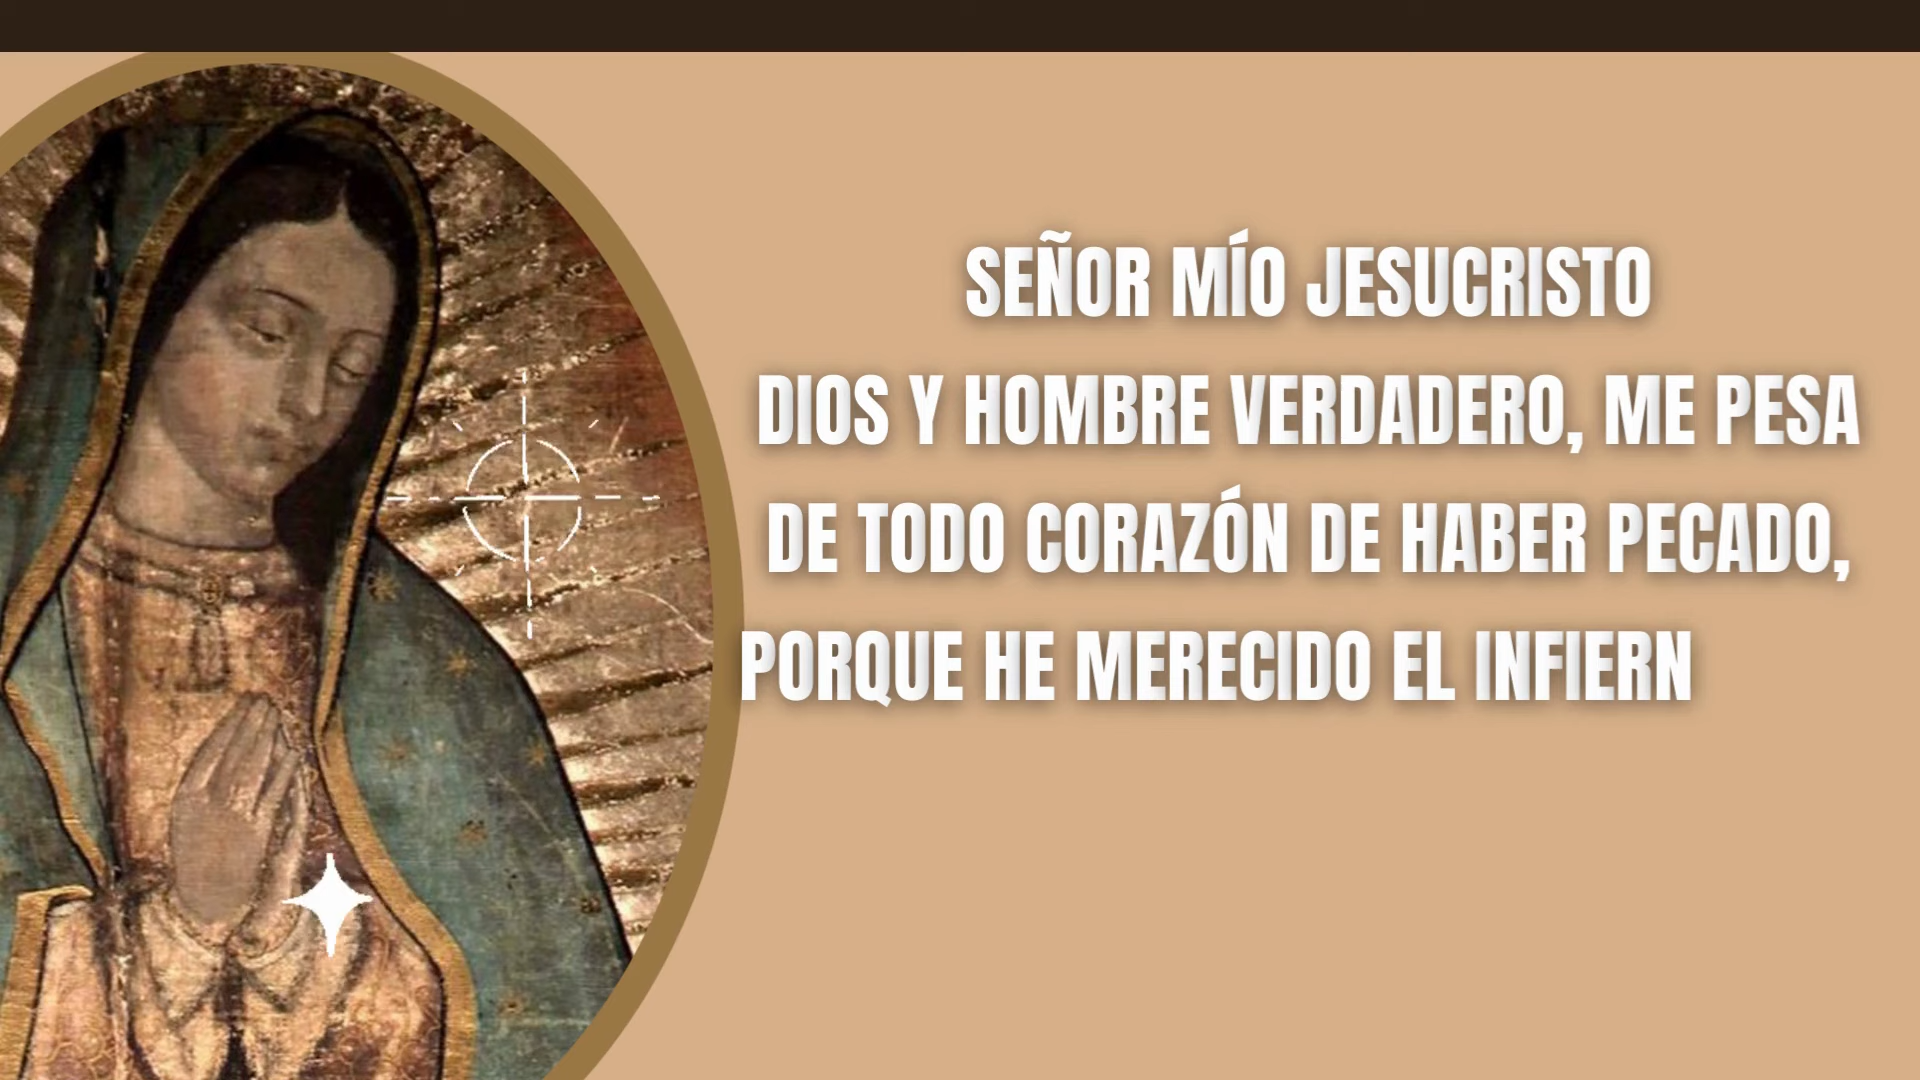 SEÑOR MÍO JESUCRISTO
DIOS Y HOMBRE VERDADERO, ME PESA
DE TODO CORAZÓN DE HABER PECADO,
PORQUE HE MERECIDO EL INFIERN